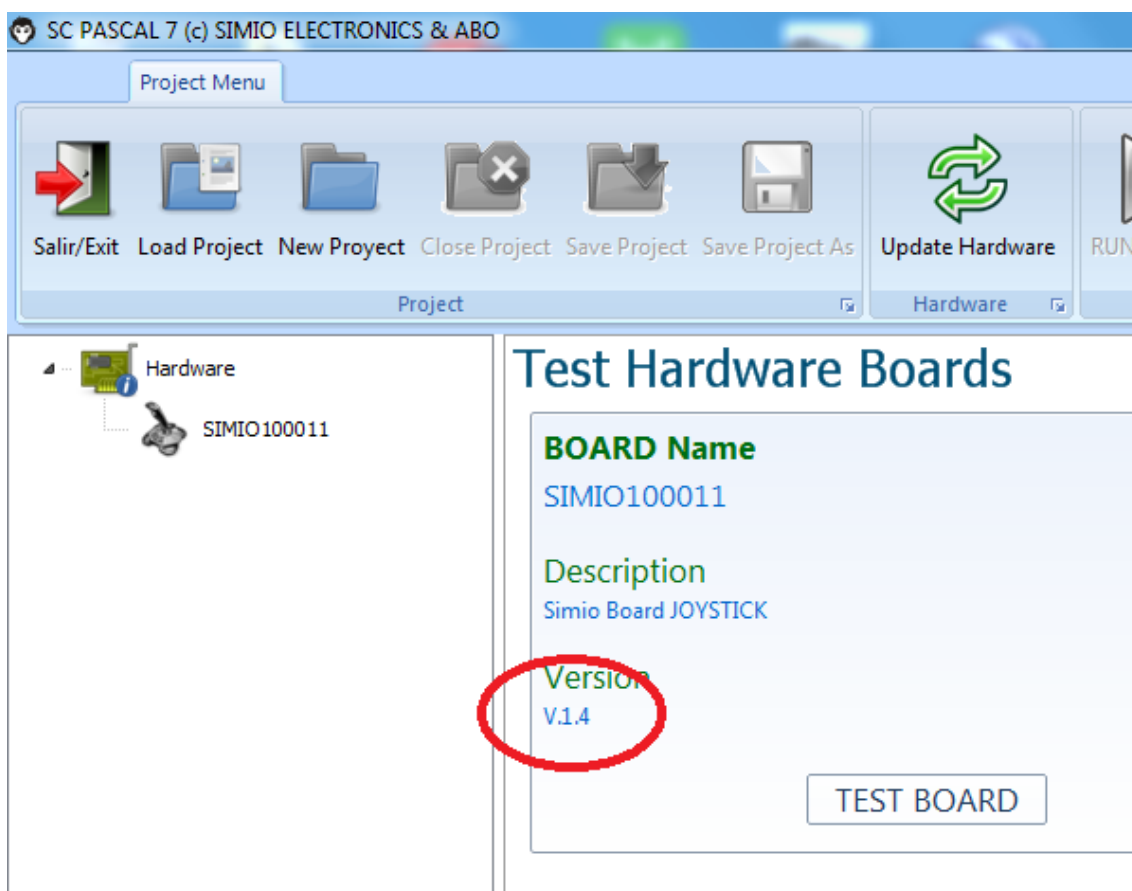 SC PASCAL 7 (c) SIMIO ELECTRONICS & ABO
Project Menu
Salir/Exit Load Project New Proyect Close Project Save Project Save Project As Update Hardware RUN
Project Hardware
Hardware
SIMIO100011
Test Hardware Boards
BOARD Name
SIMIO100011
Description
Simio Board JOYSTICK
Version
V.1.4
TEST BOARD